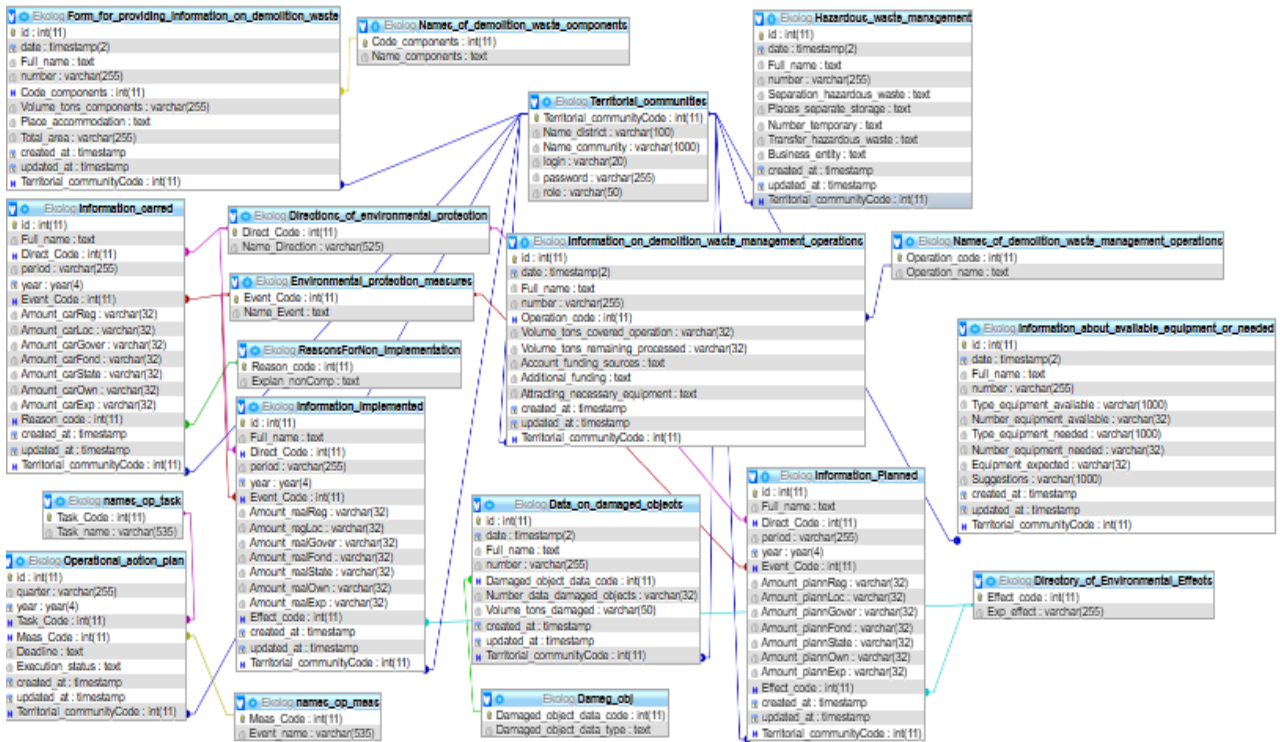 Ekolog Form_for_providing_information_on_demolition_waste
id : int(11)
date : timestamp(2)
Full_name : text
number : varchar(255)
Code_components : int(11)
Volume_tons_components : varchar(255)
Place_accommodation : text
Total_area : varchar(255)
created_at : timestamp
updated_at : timestamp
Territorial_communityCode : int(11)
Ekolog Names_of_demolition_waste_components
Code_components : int(11)
Name_components : text
Ekolog Hazardous_waste_management
id : int(11)
date : timestamp(2)
Full_name : text
number : varchar(255)
Separation_hazardous_waste : text
Places_separate_storage : text
Number_temporary : text
Transfer_hazardous_waste : text
Business_entity : text
created_at : timestamp
updated_at : timestamp
Territorial_communityCode : int(11)
Ekolog Territorial_communities
Territorial_communityCode : int(11)
Name_district : varchar(100)
Name_community : varchar(1000)
login : varchar(20)
password : varchar(255)
role : varchar(50)
Ekolog Information_carred
id : int(11)
Full_name : text
Direct_Code : int(11)
period : varchar(255)
year : year(4)
Event_Code : int(11)
Amount_carReg : varchar(32)
Amount_carLoc : varchar(32)
Amount_carGover : varchar(32)
Amount_carFond : varchar(32)
Amount_carState : varchar(32)
Amount_carOwn : varchar(32)
Amount_carExp : varchar(32)
Reason_code : int(11)
created_at : timestamp
updated_at : timestamp
Territorial_communityCode : int(11)
Ekolog Directions_of_environmental_protection
Direct_Code : int(11)
Name_Direction : varchar(525)
Ekolog Environmental_protection_measures
Event_Code : int(11)
Name_Event : text
Ekolog ReasonsForNon_Implementation
Reason_code : int(11)
Explan_nonComp : text
Ekolog Information_on_demolition_waste_management_operations
id : int(11)
date : timestamp(2)
Full_name : text
number : varchar(255)
Operation_code : int(11)
Volume_tons_covered_operation : varchar(32)
Volume_tons_remaining_processed : varchar(32)
Account_funding_sources : text
Additional_funding : text
Attracting_necessary_equipment : text
created_at : timestamp
updated_at : timestamp
Territorial_communityCode : int(11)
Ekolog Names_of_demolition_waste_management_operations
Operation_code : int(11)
Operation_name : text
Ekolog Information_about_available_equipment_or_needed
id : int(11)
date : timestamp(2)
Full_name : text
number : varchar(255)
Type_equipment_available : varchar(1000)
Number_equipment_available : varchar(32)
Type_equipment_needed : varchar(1000)
Number_equipment_needed : varchar(32)
Equipment_expected : varchar(32)
Suggestions : varchar(1000)
created_at : timestamp
updated_at : timestamp
Territorial_communityCode : int(11)
Ekolog Information_Implemented
id : int(11)
Full_name : text
Direct_Code : int(11)
period : varchar(255)
year : year(4)
Event_Code : int(11)
Amount_realReg : varchar(32)
Amount_regLoc : varchar(32)
Amount_realGover : varchar(32)
Amount_realFond : varchar(32)
Amount_realState : varchar(32)
Amount_realOwn : varchar(32)
Amount_realExp : varchar(32)
Effect_code : int(11)
created_at : timestamp
updated_at : timestamp
Territorial_communityCode : int(11)
Ekolog names_op_task
Task_Code : int(11)
Task_name : varchar(535)
Ekolog Operational_action_plan
id : int(11)
quarter : varchar(255)
year : year(4)
Task_Code : int(11)
Meas_Code : int(11)
Deadline : text
Execution_status : text
created_at : timestamp
updated_at : timestamp
Territorial_communityCode : int(11)
Ekolog names_op_meas
Meas_Code : int(11)
Event_name : varchar(535)
Ekolog Data_on_damaged_objects
id : int(11)
date : timestamp(2)
Full_name : text
number : varchar(255)
Damaged_object_data_code : int(11)
Number_data_damaged_objects : varchar(32)
Volume_tons_damaged : varchar(50)
created_at : timestamp
updated_at : timestamp
Territorial_communityCode : int(11)
Ekolog Dameg_obj
Damaged_object_data_code : int(11)
Damaged_object_data_type : text
Ekolog Information_Planned
id : int(11)
Full_name : text
Direct_Code : int(11)
period : varchar(255)
year : year(4)
Event_Code : int(11)
Amount_plannReg : varchar(32)
Amount_plannLoc : varchar(32)
Amount_plannGover : varchar(32)
Amount_plannFond : varchar(32)
Amount_plannState : varchar(32)
Amount_plannOwn : varchar(32)
Amount_plannExp : varchar(32)
Effect_code : int(11)
created_at : timestamp
updated_at : timestamp
Territorial_communityCode : int(11)
Ekolog Directory_of_Environmental_Effects
Effect_code : int(11)
Exp_effect : varchar(255)